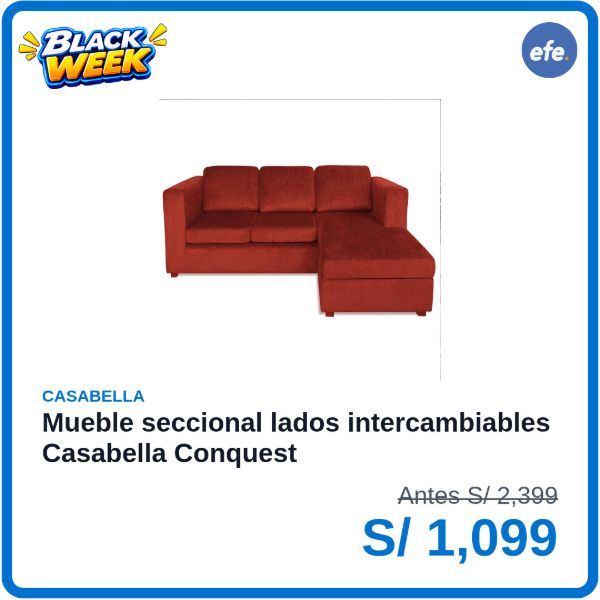 BLACK
WEEK
efe.
CASABELLA
Mueble seccional lados intercambiables
Casabella Conquest
Antes S/ 2,399
S/ 1,099